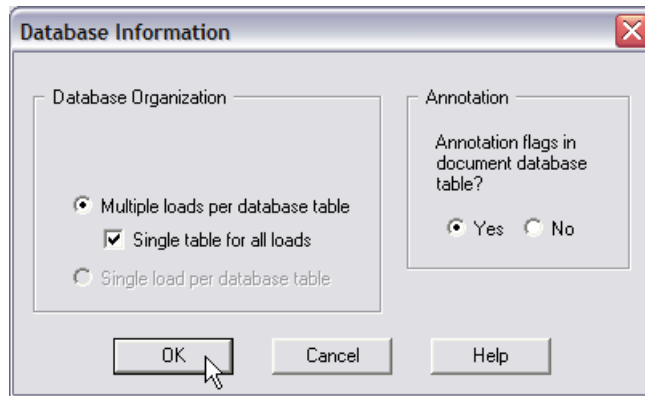 Database Information
Database Organization
Multiple loads per database table
Single table for all loads
Single load per database table
Annotation
Annotation flags in
document database
table?
Yes No
OK Cancel Help